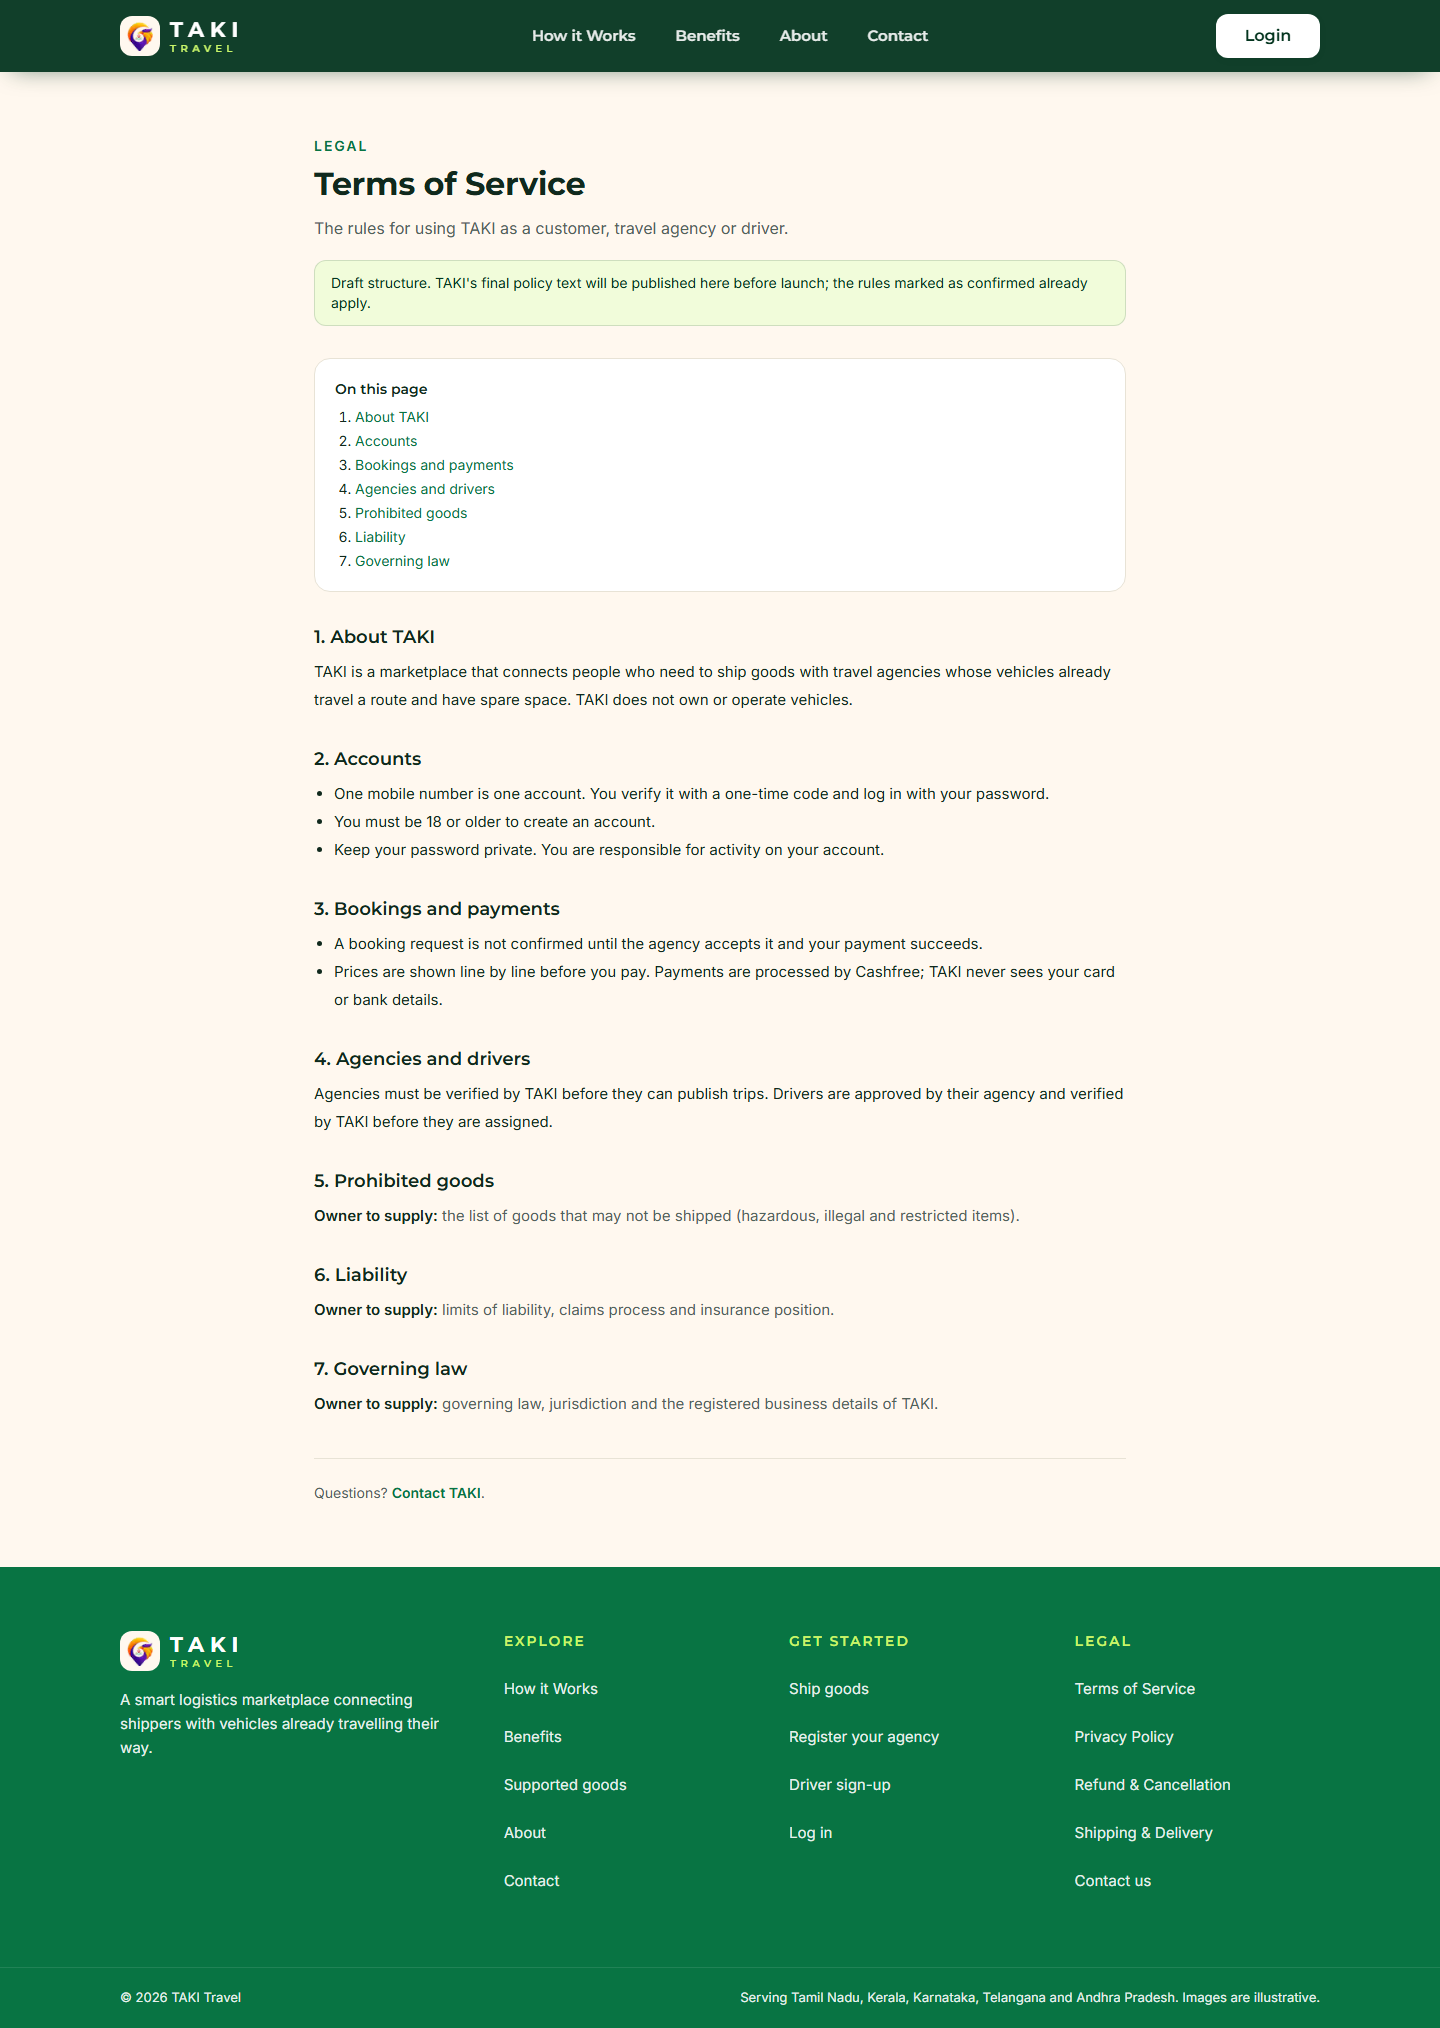 TAKI
TRAVEL
How it Works
Benefits
About
Contact
Login
LEGAL
Terms of Service
The rules for using TAKI as a customer, travel agency or driver.
Draft structure. TAKI's final policy text will be published here before launch; the rules marked as confirmed already
apply.
On this page
1. About TAKI
2. Accounts
3. Bookings and payments
4. Agencies and drivers
5. Prohibited goods
6. Liability
7. Governing law
1. About TAKI
TAKI is a marketplace that connects people who need to ship goods with travel agencies whose vehicles already
travel a route and have spare space. TAKI does not own or operate vehicles.
2. Accounts
• One mobile number is one account. You verify it with a one-time code and log in with your password.
• You must be 18 or older to create an account.
• Keep your password private. You are responsible for activity on your account.
3. Bookings and payments
• A booking request is not confirmed until the agency accepts it and your payment succeeds.
• Prices are shown line by line before you pay. Payments are processed by Cashfree; TAKI never sees your card
or bank details.
4. Agencies and drivers
Agencies must be verified by TAKI before they can publish trips. Drivers are approved by their agency and verified
by TAKI before they are assigned.
5. Prohibited goods
Owner to supply: the list of goods that may not be shipped (hazardous, illegal and restricted items).
6. Liability
Owner to supply: limits of liability, claims process and insurance position.
7. Governing law
Owner to supply: governing law, jurisdiction and the registered business details of TAKI.
Questions? Contact TAKI.
TAKI
TRAVEL
A smart logistics marketplace connecting
shippers with vehicles already travelling their
way.
EXPLORE
How it Works
Benefits
Supported goods
About
Contact
GET STARTED
Ship goods
Register your agency
Driver sign-up
Log in
LEGAL
Terms of Service
Privacy Policy
Refund & Cancellation
Shipping & Delivery
Contact us
© 2026 TAKI Travel
Serving Tamil Nadu, Kerala, Karnataka, Telangana and Andhra Pradesh. Images are illustrative.